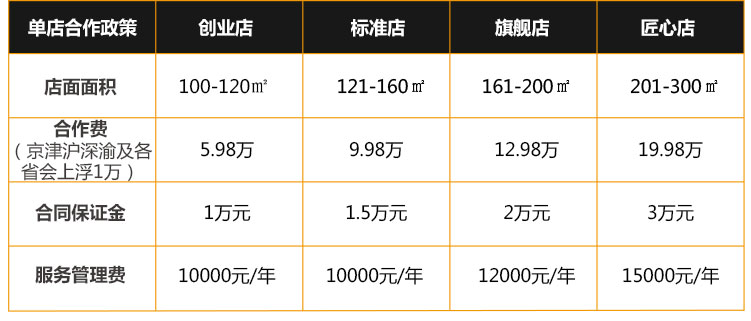 单店合作政策 创业店 标准店 旗舰店 匠心店
店面面积 100-120㎡ 121-160㎡ 161-200㎡ 201-300㎡
合作费
（京津沪深渝及各
省会上浮1万） 5.98万 9.98万 12.98万 19.98万
合同保证金 1万元 1.5万元 2万元 3万元
服务管理费 10000元/年 10000元/年 12000元/年 15000元/年